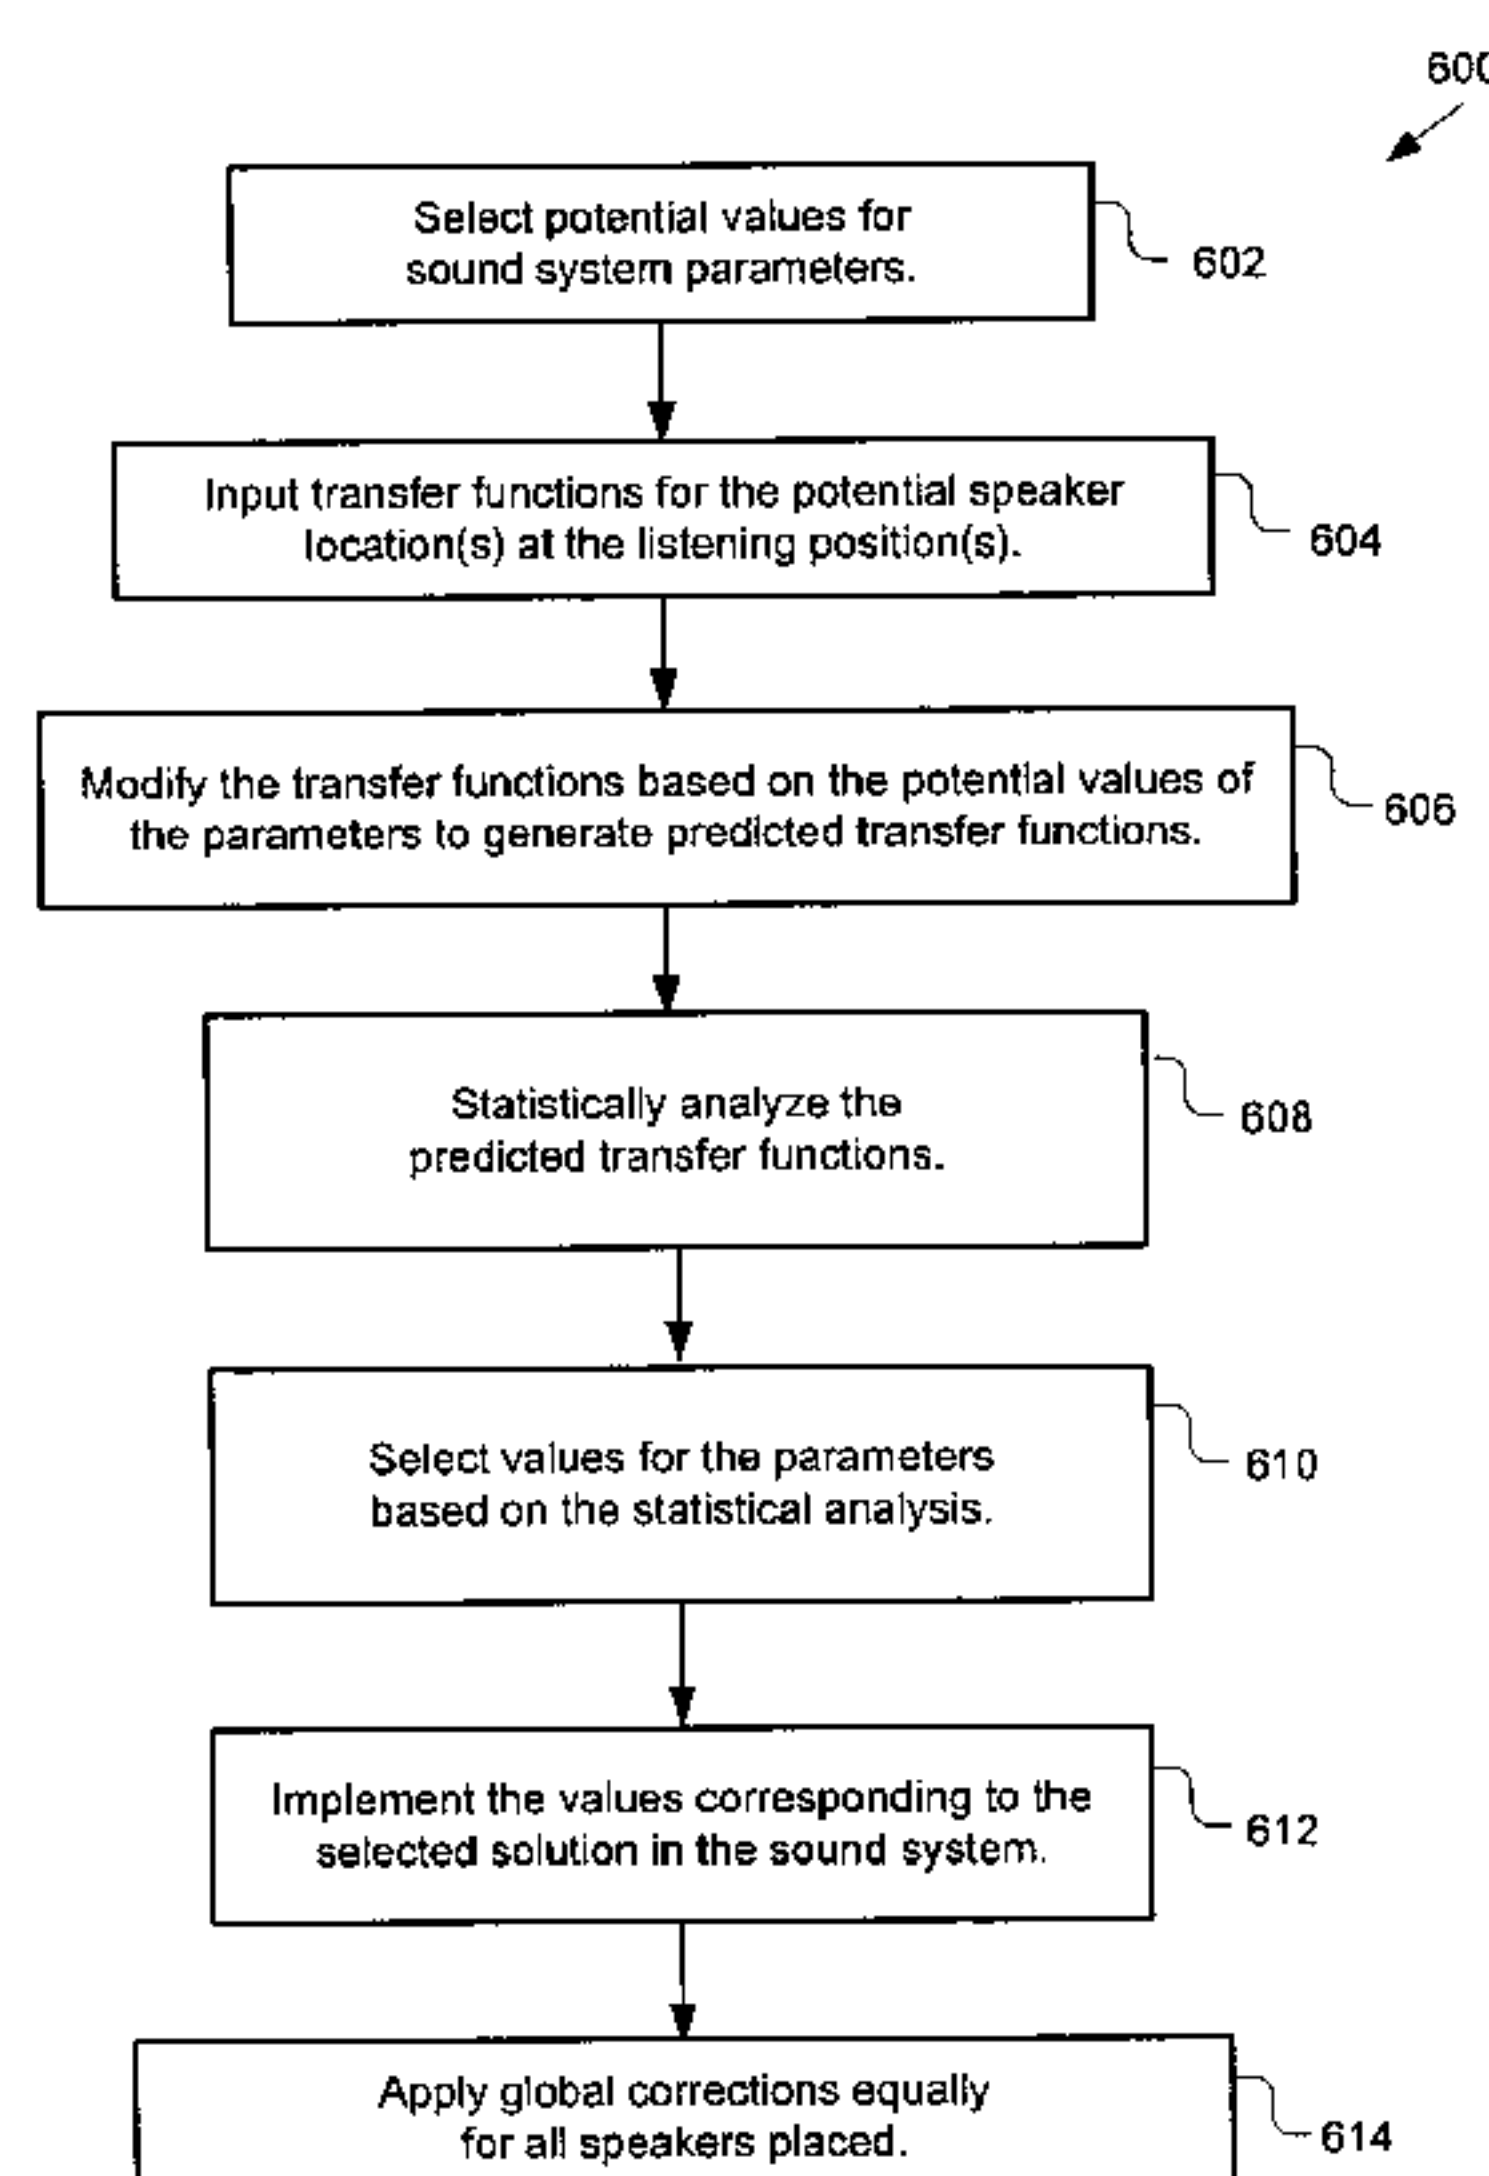 600
Select potential values for
sound system parameters.
602
Input transfer functions for the potential speaker
location(s) at the listening position(s).
604
Modify the transfer functions based on the potential values of
the parameters to generate predicted transfer functions.
606
Statistically analyze the
predicted transfer functions.
608
Select values for the parameters
based on the statistical analysis.
610
Implement the values corresponding to the
selected solution in the sound system.
612
Apply global corrections equally
for all speakers placed.
614